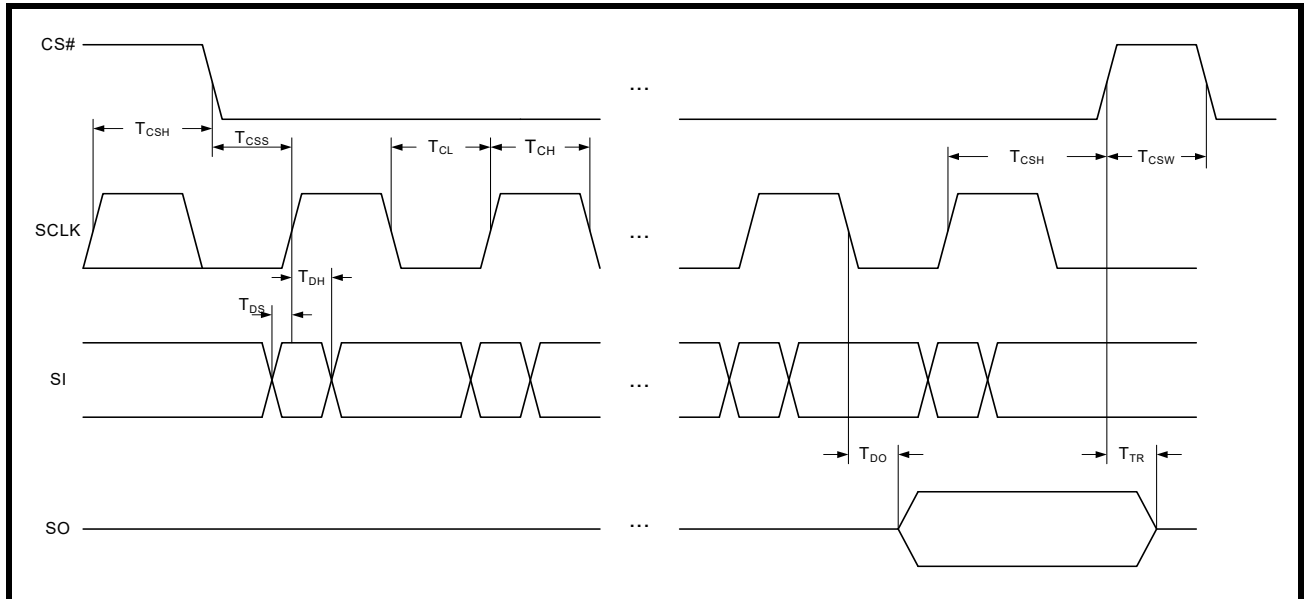 CS#
...
T_CSH
T_CSS
T_CL
T_CH
T_CSH
T_CSW
SCLK
...
T_DH
T_DS
SI
...
T_DO
T_TR
SO
...